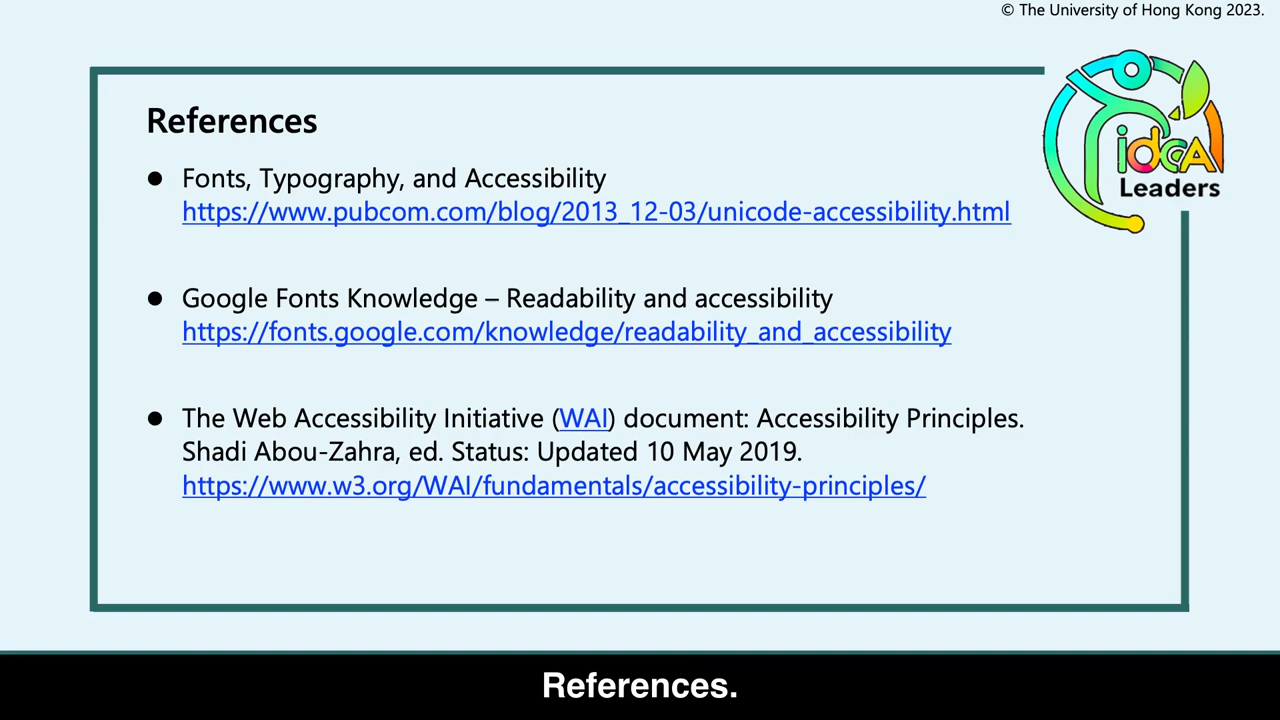 © The University of Hong Kong 2023.
References
idcA
Leaders
● Fonts, Typography, and Accessibility
https://www.pubcom.com/blog/2013_12-03/unicode-accessibility.html
● Google Fonts Knowledge – Readability and accessibility
https://fonts.google.com/knowledge/readability_and_accessibility
● The Web Accessibility Initiative (WAI) document: Accessibility Principles.
Shadi Abou-Zahra, ed. Status: Updated 10 May 2019.
https://www.w3.org/WAI/fundamentals/accessibility-principles/
References.